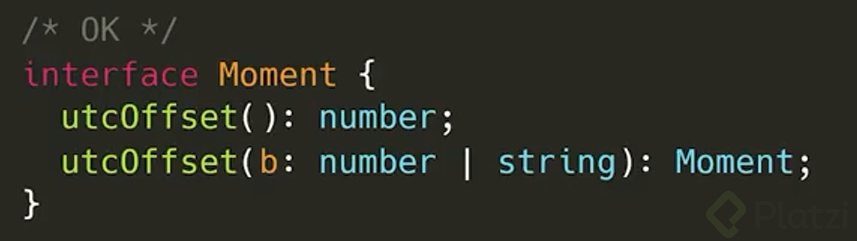 /* OK */
interface Moment {
  utcOffset(): number;
  utcOffset(b: number | string): Moment;
}
Platzi